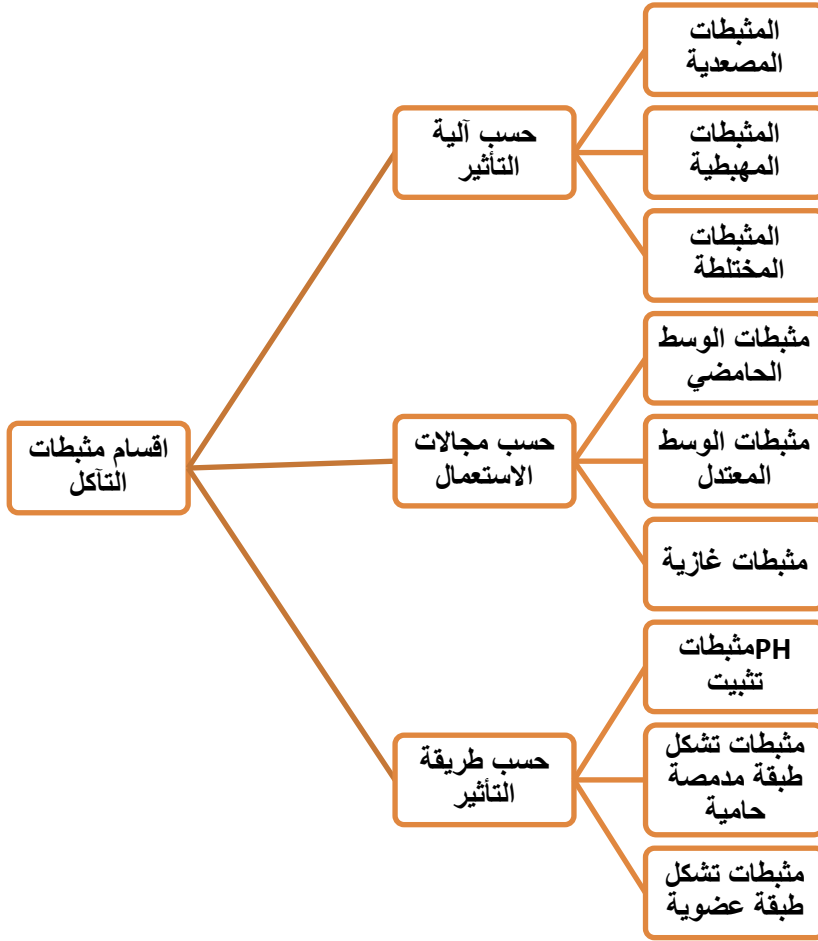 اقسام مثبطات
التآكل
حسب آلية
التأثير
المثبطات
المصعدية
المثبطات
المهبطية
المثبطات
المختلطة
حسب مجالات
الاستعمال
مثبطات الوسط
الحامضي
مثبطات الوسط
المعتدل
مثبطات غازية
حسب طريقة
التأثير
PHمثبطات
تثبيت
مثبطات تشكل
طبقة مدمصة
حامية
مثبطات تشكل
طبقة عضوية